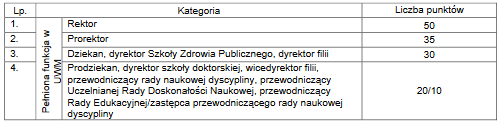 Lp. Kategoria Liczba punktów
1. Rektor 50
2. Prorektor 35
3. Dziekan, dyrektor Szkoły Zdrowia Publicznego, dyrektor filii 30
4. Prodziekan, dyrektor szkoły doktorskiej, wicedyrektor filii,
przewodniczący rady naukowej dyscypliny, przewodniczący
Uczelnianej Rady Doskonałości Naukowej, przewodniczący
Rady Edukacyjnej/zastępca przewodniczącego rady naukowej
dyscypliny
20/10
Pełniona funkcja w
UWM